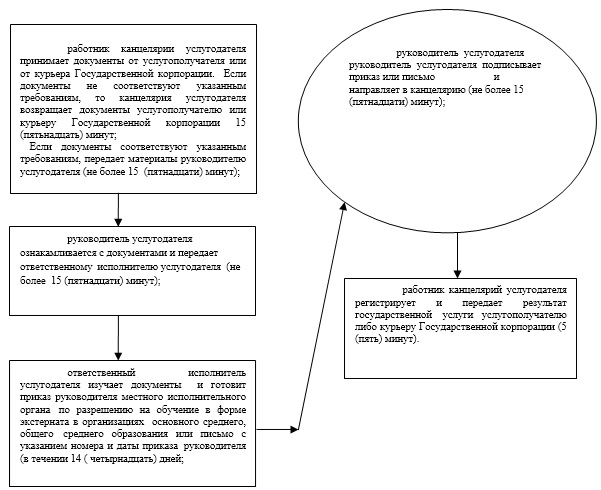 работник канцелярии услугодателя
принимает документы от услугополучателя или
от курьера Государственной корпорации. Если
документы не соответствуют указанным
требованиям, то канцелярия услугодателя
возвращает документы услугополучателю или
курьеру Государственной корпорации 15
(пятьнадцать) минут;
Если документы соответствуют указанным
требованиям, передает материалы руководителю
услугодателя (не более 15 (пятнадцати) минут);
руководитель услугодателя
ознакамливается с документами и передает
ответственному исполнителю услугодателя (не
более 15 (пятнадцати) минут);
ответственный исполнитель
услугодателя изучает документы и готовит
приказ руководителя местного исполнительного
органа по разрешению на обучение в форме
экстерната в организациях основного среднего,
общего среднего образования или письмо с
указанием номера и даты приказа руководителя
(в течении 14 ( четырнадцать) дней;
руководитель услугодателя
руководитель услугодателя подписывает
приказ или письмо и
направляет в канцелярию (не более 15
(пятнадцати) минут);
работник канцелярий услугодателя
регистрирует и передает результат
государственной услуги услугополучателю
либо курьеру Государственной корпорации (5
(пять) минут).